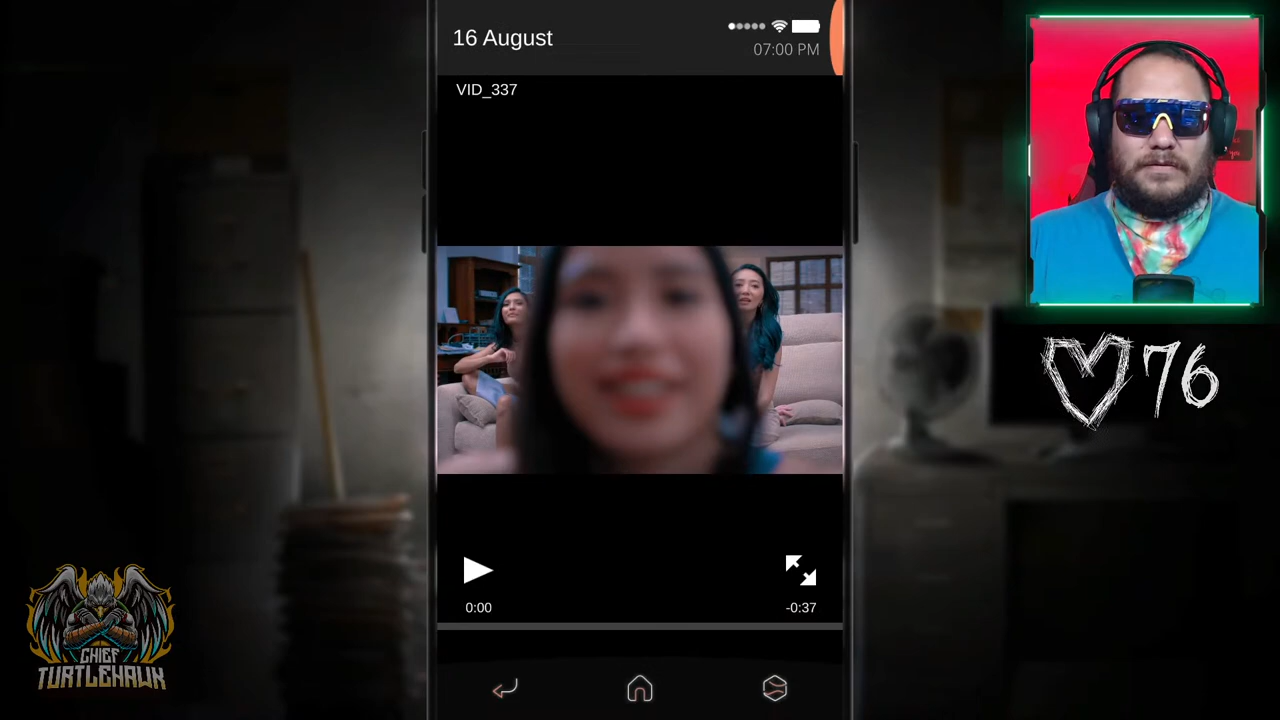 16 August
07:00 PM
VID_337
0:00
-0:37
76
CHIEF
TURTLEHAWK